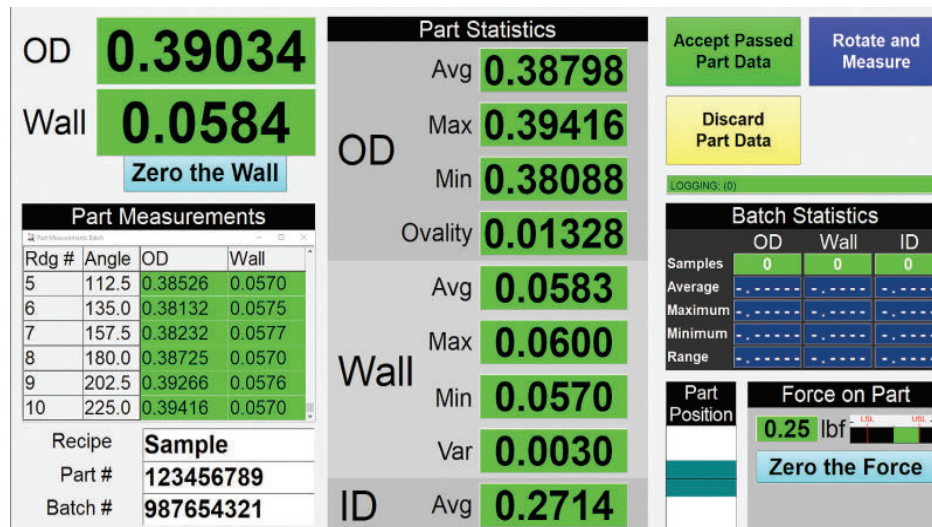 OD 0.39034
Wall 0.0584
Zero the Wall
Part Measurements
Part Measurements Batch
Rdg # Angle OD Wall
5 112.5 0.38526 0.0570
6 135.0 0.38132 0.0575
7 157.5 0.38232 0.0577
8 180.0 0.38725 0.0570
9 202.5 0.39266 0.0576
10 225.0 0.39416 0.0570
Recipe Sample
Part # 123456789
Batch # 987654321
Part Statistics
OD
Avg 0.38798
Max 0.39416
Min 0.38088
Ovality 0.01328
Wall
Avg 0.0583
Max 0.0600
Min 0.0570
Var 0.0030
ID Avg 0.2714
Accept Passed
Part Data
Rotate and
Measure
Discard
Part Data
LOGGING: (0)
Batch Statistics
OD Wall ID
Samples 0 0 0
Average -.----- -.----- -.-----
Maximum -.----- -.----- -.-----
Minimum -.----- -.----- -.-----
Range -.----- -.----- -.-----
Part
Position
Force on Part
LSL USL
0.25 lbf
Zero the Force